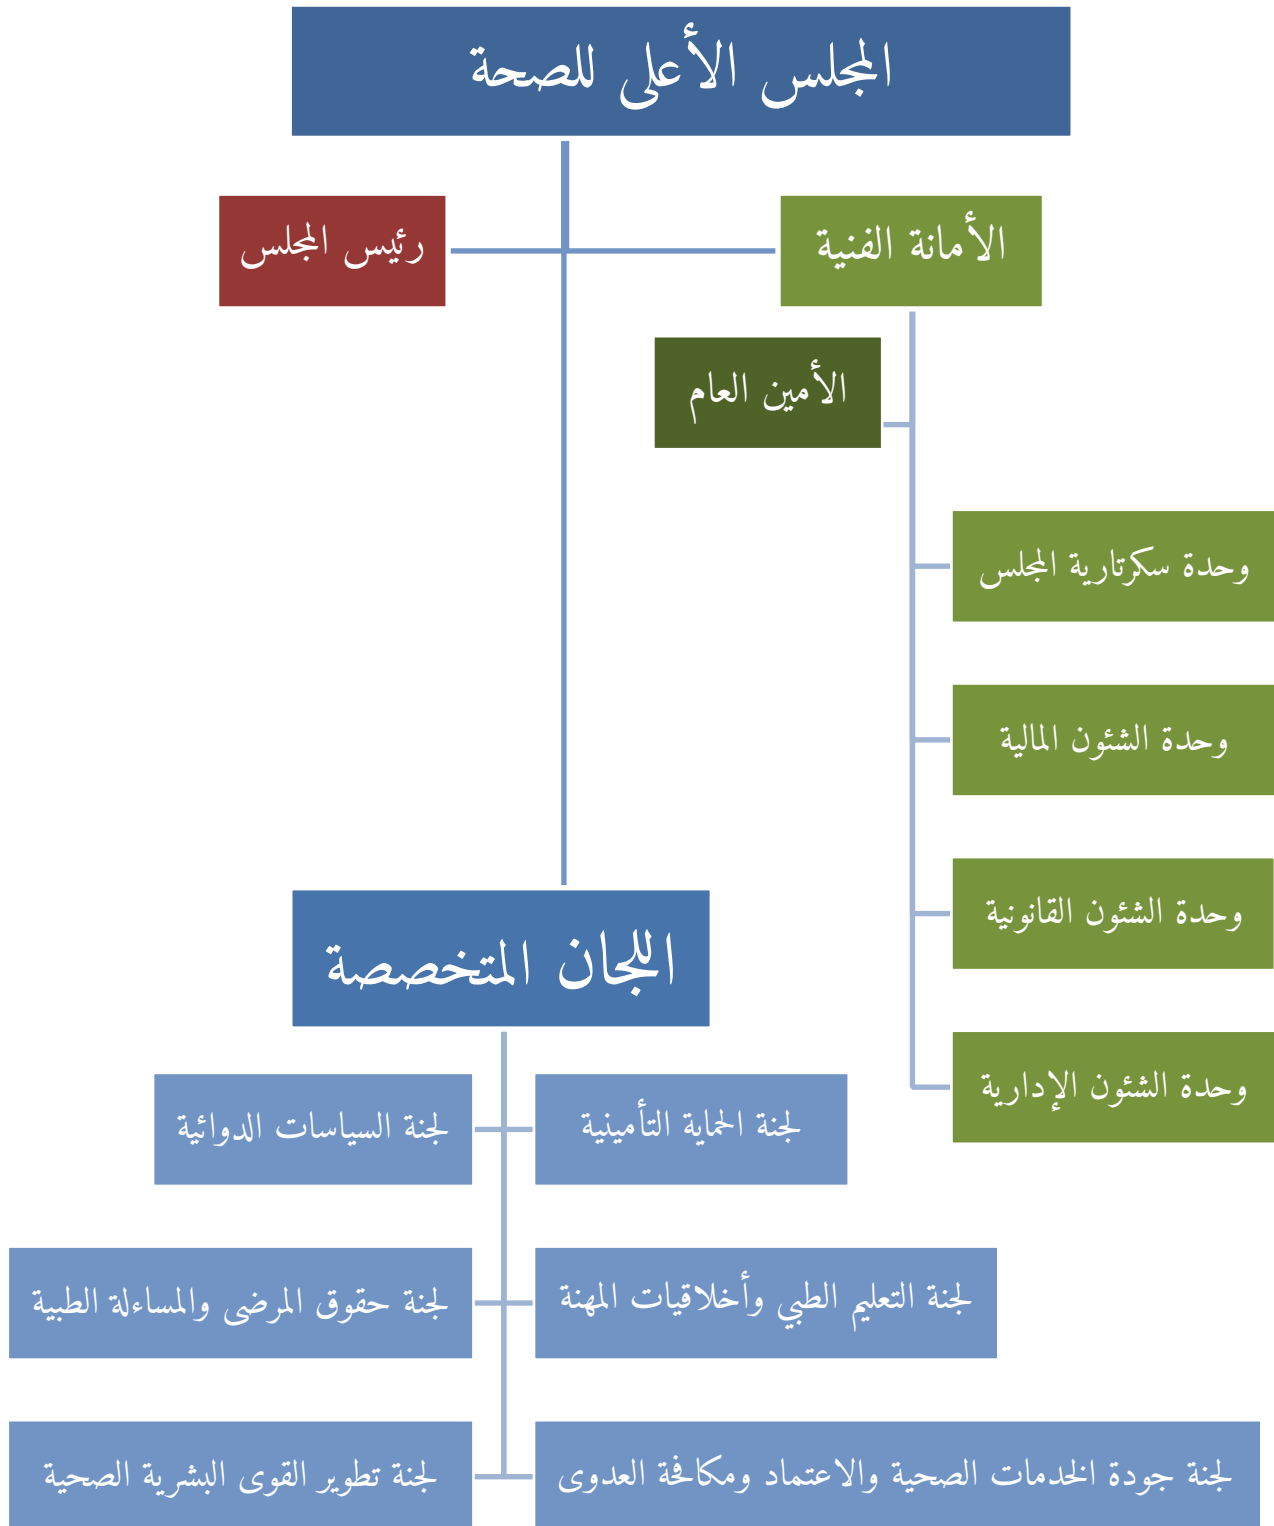 المجلس الأعلى للصحة
الأمانة الفنية
رئيس المجلس
الأمين العام
وحدة سكرتارية المجلس
وحدة الشئون المالية
وحدة الشئون القانونية
وحدة الشئون الإدارية
اللجان المتخصصة
لجنة الحماية التأمينية
لجنة السياسات الدوائية
لجنة التعليم الطبي وأخلاقيات المهنة
لجنة حقوق المرضى والمساءلة الطبية
لجنة جودة الخدمات الصحية والاعتماد ومكافحة العدوى
لجنة تطوير القوى البشرية الصحية